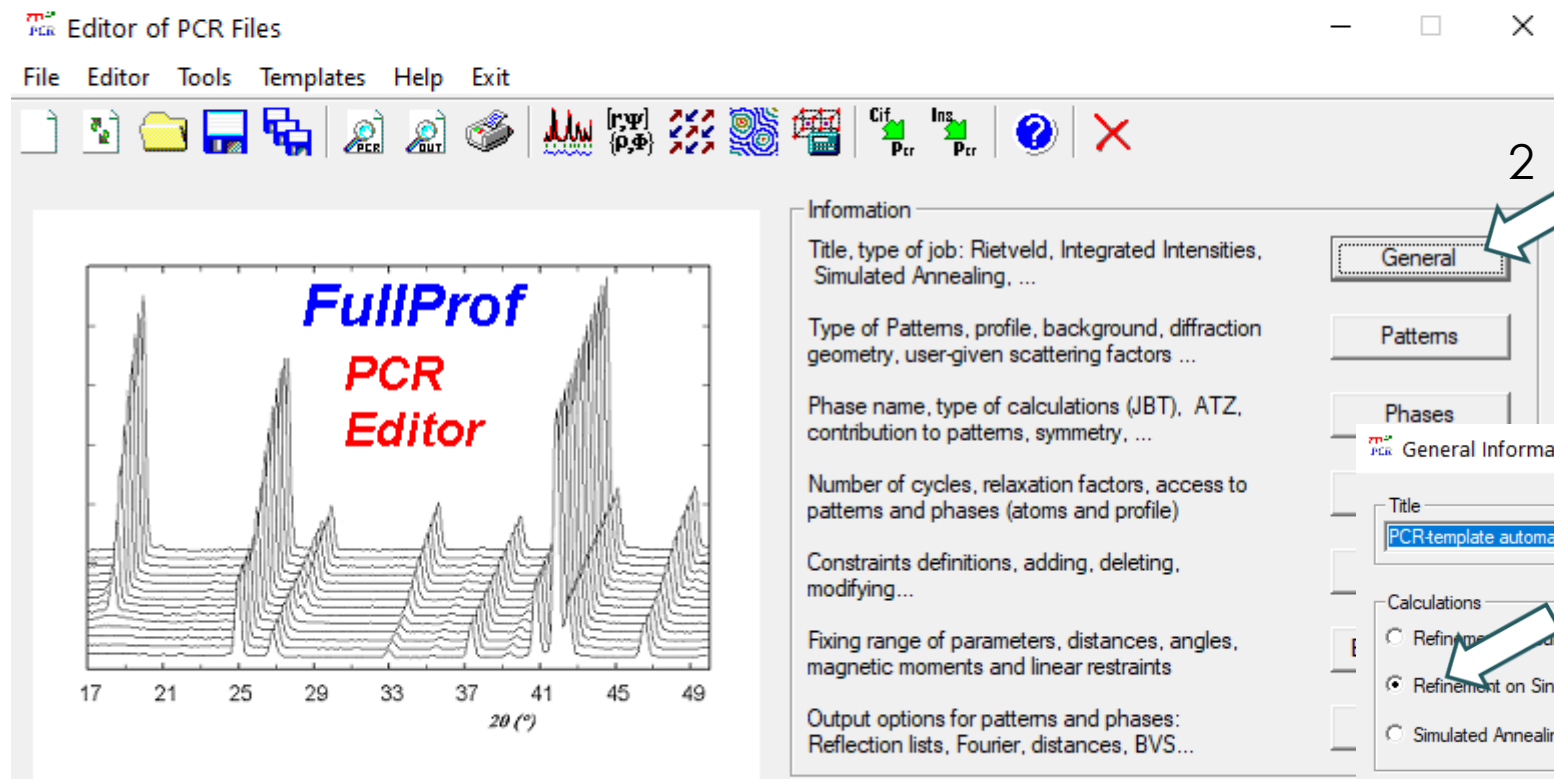 Editor of PCR Files
File Editor Tools Templates Help Exit
PCR
OUT
[r,Ψ]
{ρ,Φ}
Cif
Pcr
Ins
Pcr
2
Information
Title, type of job: Rietveld, Integrated Intensities,
Simulated Annealing, ...
General
Type of Patterns, profile, background, diffraction
geometry, user-given scattering factors ...
Patterns
Phase name, type of calculations (JBT), ATZ,
contribution to patterns, symmetry, ...
Phases
Number of cycles, relaxation factors, access to
patterns and phases (atoms and profile)
Constraints definitions, adding, deleting,
modifying...
Fixing range of parameters, distances, angles,
magnetic moments and linear restraints
Output options for patterns and phases:
Reflection lists, Fourier, distances, BVS...
FullProf
PCR
Editor
17 21 25 29 33 37 41 45 49
2θ (°)
General Informa
Title
PCR-template automa
Calculations
Refineme
Refinement on Sin
Simulated Annealin